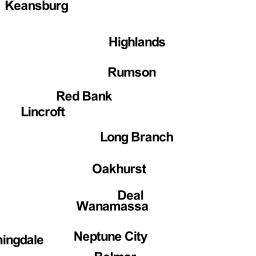 Keansburg
Highlands
Rumson
Red Bank
Lincroft
Long Branch
Oakhurst
Deal
Wanamassa
Neptune City